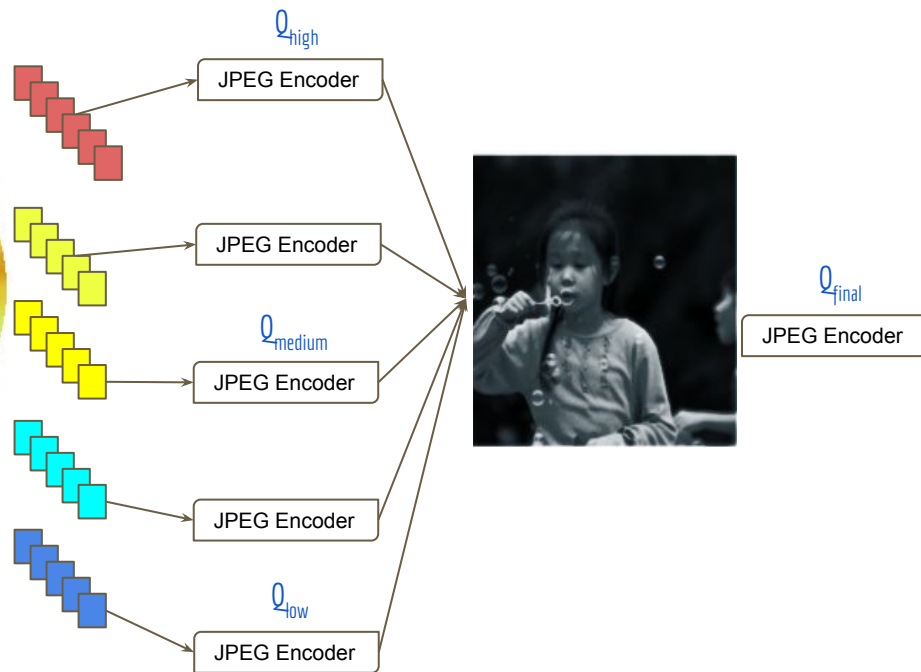 Q_high
JPEG Encoder
JPEG Encoder
Q_medium
JPEG Encoder
JPEG Encoder
Q_low
JPEG Encoder
Q_final
JPEG Encoder